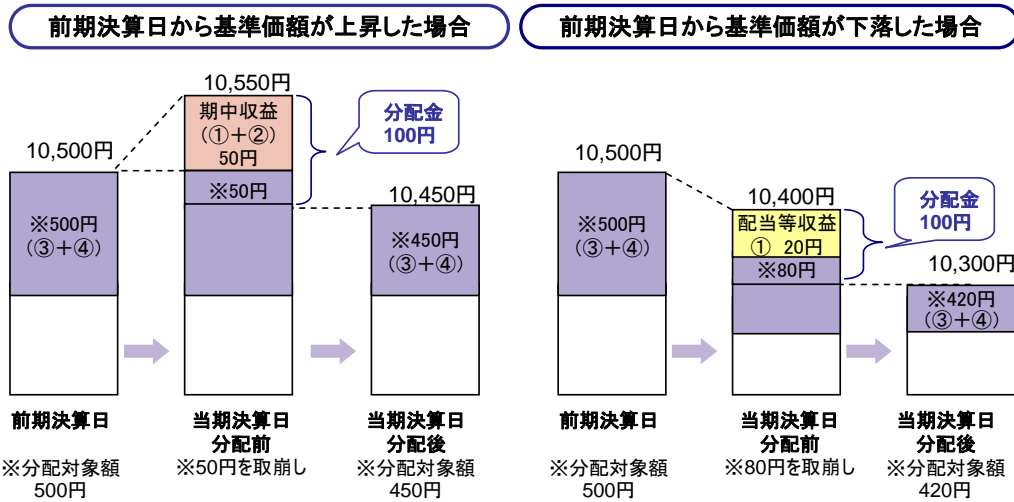 前期決算日から基準価額が上昇した場合
10,550円
期中収益
(①+②)
50円
分配金
100円
10,500円
※50円
10,450円
※500円
(③+④)
※450円
(③+④)
前期決算日
当期決算日
分配前
当期決算日
分配後
※分配対象額
500円
※50円を取崩し
※分配対象額
450円
前期決算日から基準価額が下落した場合
10,500円
10,400円
分配金
100円
配当等収益
① 20円
※500円
(③+④)
※80円
10,300円
※420円
(③+④)
前期決算日
当期決算日
分配前
当期決算日
分配後
※分配対象額
500円
※80円を取崩し
※分配対象額
420円